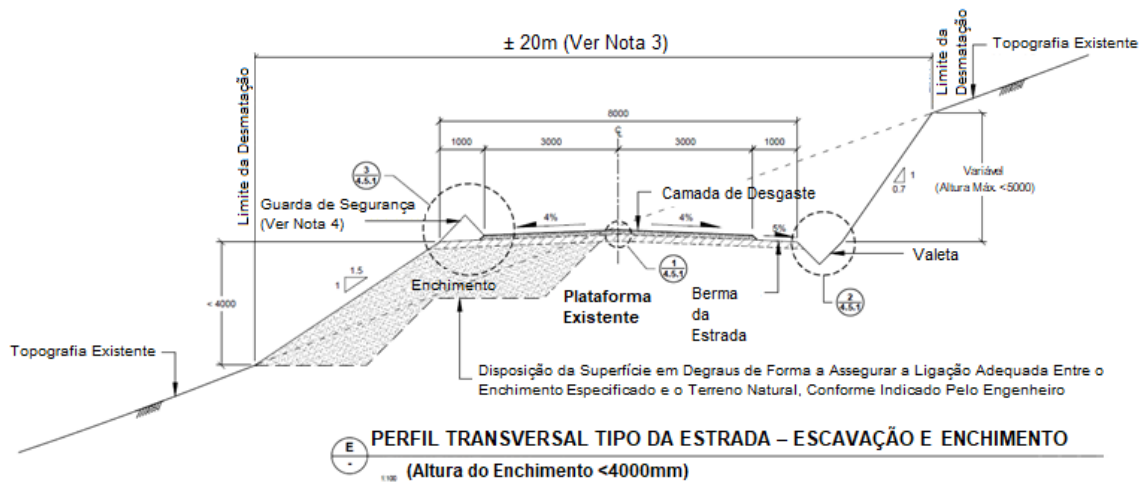 ± 20m (Ver Nota 3)
Limite da
Desmatação
Topografia Existente
Limite da Desmatação
8000
1000
3000
℄
3000
1000
3
4.5.1
Guarda de Segurança
(Ver Nota 4)
Camada de Desgaste
4%
4%
5%
1
0.7
Variável
(Altura Máx. <5000)
Valeta
1.5
1
< 4000
Enchimento
1
4.5.1
2
4.5.1
Plataforma
Existente
Berma
da
Estrada
Topografia Existente
Disposição da Superfície em Degraus de Forma a Assegurar a Ligação Adequada Entre o
Enchimento Especificado e o Terreno Natural, Conforme Indicado Pelo Engenheiro
E
-
PERFIL TRANSVERSAL TIPO DA ESTRADA – ESCAVAÇÃO E ENCHIMENTO
1:100
(Altura do Enchimento <4000mm)